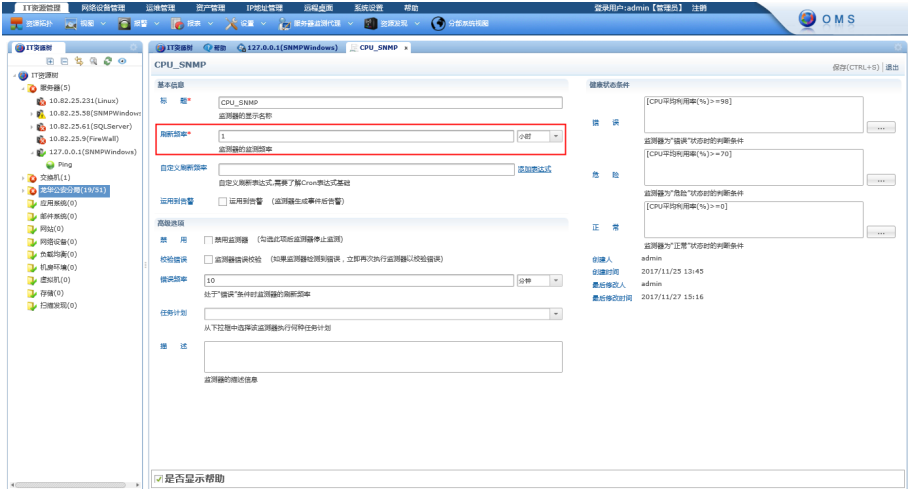 IT资源管理 网络设备管理 运维管理 资产管理 IP地址管理 远程桌面 系统设置 帮助 登录用户:admin【管理员】 注销
资源拓扑 视图 报警 报表 设置 服务器监测代理 资源发现 分部系统视图 OMS
IT资源树
IT资源树
服务器(5)
10.82.25.231(Linux)
10.82.25.58(SNMPWindows
10.82.25.61(SQLServer)
10.82.25.9(FireWall)
127.0.0.1(SNMPWindows)
Ping
交换机(1)
龙华公安分局(19/51)
应用系统(0)
邮件系统(0)
网站(0)
网络设备(0)
负载均衡(0)
机房环境(0)
虚拟机(0)
存储(0)
扫描发现(0)
IT资源树 帮助 127.0.0.1(SNMPWindows) CPU_SNMP ×
CPU_SNMP 保存(CTRL+S) 退出
基本信息
标 题* CPU_SNMP
监测器的显示名称
刷新频率* 1 小时
监测器的监测频率
自定义刷新频率 添加表达式
自定义刷新表达式,需要了解Cron表达式基础
运用到告警 运用到告警 (监测器生成事件后告警)
高级选项
禁 用 禁用监测器 (勾选此项后监测器停止监测)
校验错误 监测器错误校验 (如果监测器检测到错误,立即再次执行监测器以校验错误)
错误频率 10 分钟
处于"错误"条件时监测器的刷新频率
任务计划
从下拉框中选择该监测器执行何种任务计划
描 述
监测器的描述信息
健康状态条件
错 误 [CPU平均利用率(%)>=98] ...
监测器为"错误"状态时的判断条件
危 险 [CPU平均利用率(%)>=70] ...
监测器为"危险"状态时的判断条件
正 常 [CPU平均利用率(%)>=0] ...
监测器为"正常"状态时的判断条件
创建人 admin
创建时间 2017/11/25 13:45
最后修改人 admin
最后修改时间 2017/11/27 15:16
是否显示帮助